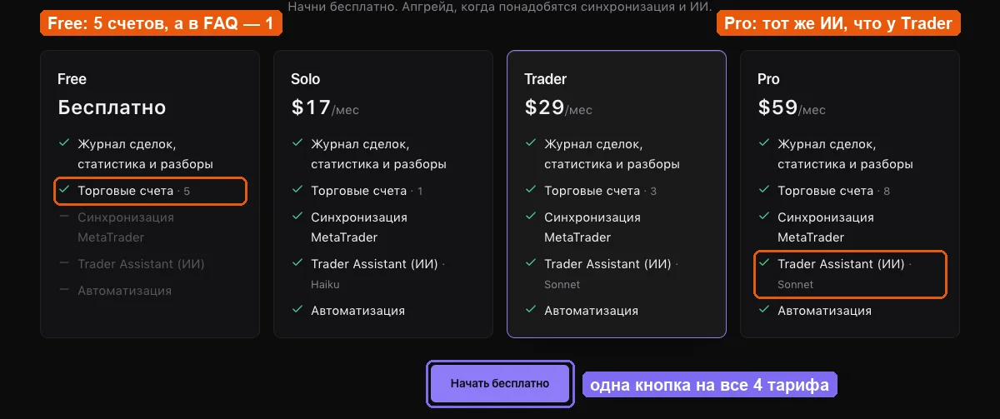 Начни бесплатно. Апгрейд, когда понадобятся синхронизация и ИИ.
Free: 5 счетов, а в FAQ — 1
Pro: тот же ИИ, что у Trader
Free
Бесплатно
Журнал сделок,
статистика и разборы
Торговые счета · 5
Синхронизация
MetaTrader
Trader Assistant (ИИ)
Автоматизация
Solo
$17/мес
Журнал сделок,
статистика и разборы
Торговые счета · 1
Синхронизация
MetaTrader
Trader Assistant (ИИ) ·
Haiku
Автоматизация
Trader
$29/мес
Журнал сделок,
статистика и разборы
Торговые счета · 3
Синхронизация
MetaTrader
Trader Assistant (ИИ) ·
Sonnet
Автоматизация
Pro
$59/мес
Журнал сделок,
статистика и разборы
Торговые счета · 8
Синхронизация
MetaTrader
Trader Assistant (ИИ) ·
Sonnet
Автоматизация
Начать бесплатно
одна кнопка на все 4 тарифа